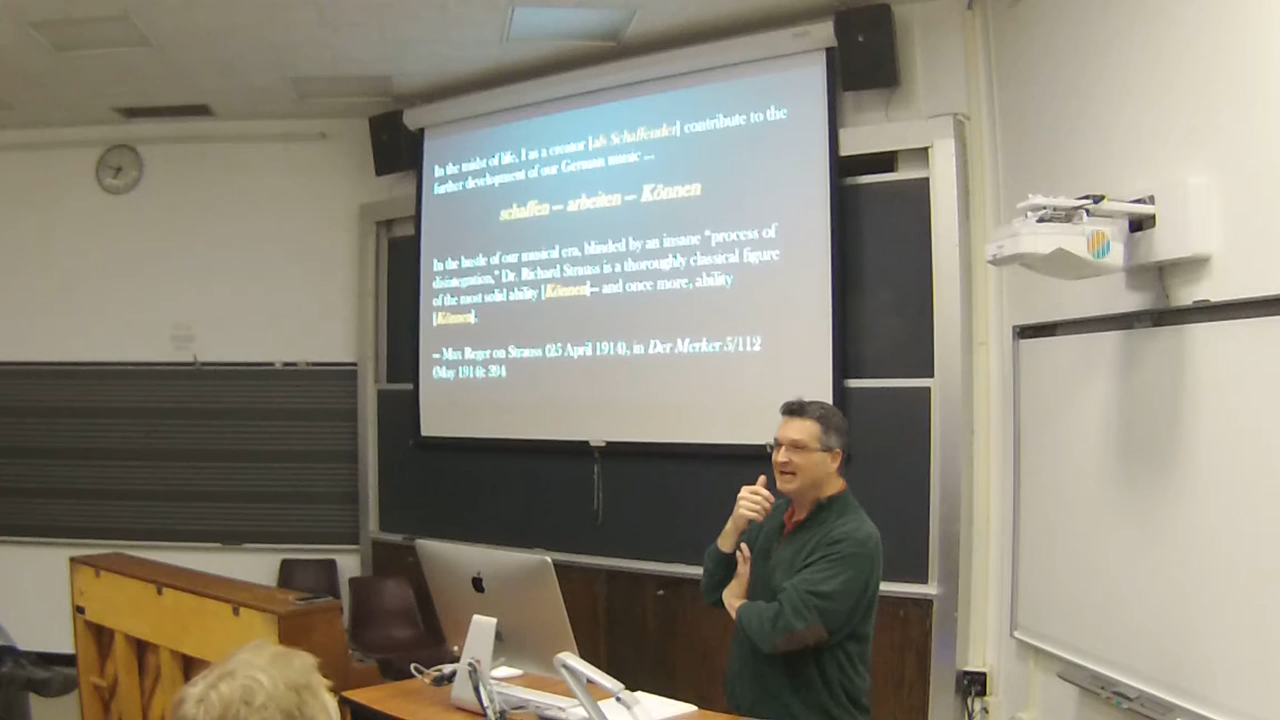 In the midst of life, I as a creator [als Schaffender] contribute to the
further development of our German music ...
schaffen – arbeiten – Können
In the bustle of our musical era, blinded by an insane “process of
disintegration,” Dr. Richard Strauss is a thoroughly classical figure
of the most solid ability [Können]– and once more, ability
[Können].
– Max Reger on Strauss (25 April 1914), in Der Merker 5/112
(May 1914): 394